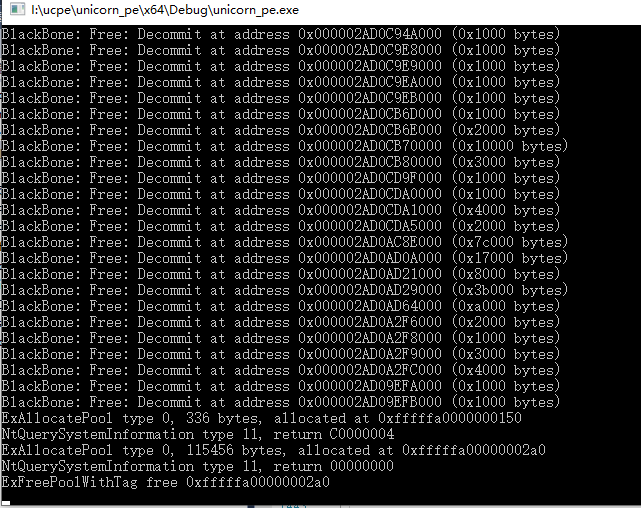 I:\ucpe\unicorn_pe\x64\Debug\unicorn_pe.exe
BlackBone: Free: Decommit at address 0x000002AD0C94A000 (0x1000 bytes)
BlackBone: Free: Decommit at address 0x000002AD0C9E8000 (0x1000 bytes)
BlackBone: Free: Decommit at address 0x000002AD0C9E9000 (0x1000 bytes)
BlackBone: Free: Decommit at address 0x000002AD0C9EA000 (0x1000 bytes)
BlackBone: Free: Decommit at address 0x000002AD0C9EB000 (0x1000 bytes)
BlackBone: Free: Decommit at address 0x000002AD0CB6D000 (0x1000 bytes)
BlackBone: Free: Decommit at address 0x000002AD0CB6E000 (0x2000 bytes)
BlackBone: Free: Decommit at address 0x000002AD0CB70000 (0x10000 bytes)
BlackBone: Free: Decommit at address 0x000002AD0CB80000 (0x3000 bytes)
BlackBone: Free: Decommit at address 0x000002AD0CD9F000 (0x1000 bytes)
BlackBone: Free: Decommit at address 0x000002AD0CDA0000 (0x1000 bytes)
BlackBone: Free: Decommit at address 0x000002AD0CDA1000 (0x4000 bytes)
BlackBone: Free: Decommit at address 0x000002AD0CDA5000 (0x2000 bytes)
BlackBone: Free: Decommit at address 0x000002AD0AC8E000 (0x7c000 bytes)
BlackBone: Free: Decommit at address 0x000002AD0AD0A000 (0x17000 bytes)
BlackBone: Free: Decommit at address 0x000002AD0AD21000 (0x8000 bytes)
BlackBone: Free: Decommit at address 0x000002AD0AD29000 (0x3b000 bytes)
BlackBone: Free: Decommit at address 0x000002AD0AD64000 (0xa000 bytes)
BlackBone: Free: Decommit at address 0x000002AD0A2F6000 (0x2000 bytes)
BlackBone: Free: Decommit at address 0x000002AD0A2F8000 (0x1000 bytes)
BlackBone: Free: Decommit at address 0x000002AD0A2F9000 (0x3000 bytes)
BlackBone: Free: Decommit at address 0x000002AD0A2FC000 (0x4000 bytes)
BlackBone: Free: Decommit at address 0x000002AD09EFA000 (0x1000 bytes)
BlackBone: Free: Decommit at address 0x000002AD09EFB000 (0x1000 bytes)
ExAllocatePool type 0, 336 bytes, allocated at 0xfffffa0000000150
NtQuerySystemInformation type 11, return C0000004
ExAllocatePool type 0, 115456 bytes, allocated at 0xfffffa00000002a0
NtQuerySystemInformation type 11, return 00000000
ExFreePoolWithTag free 0xfffffa00000002a0